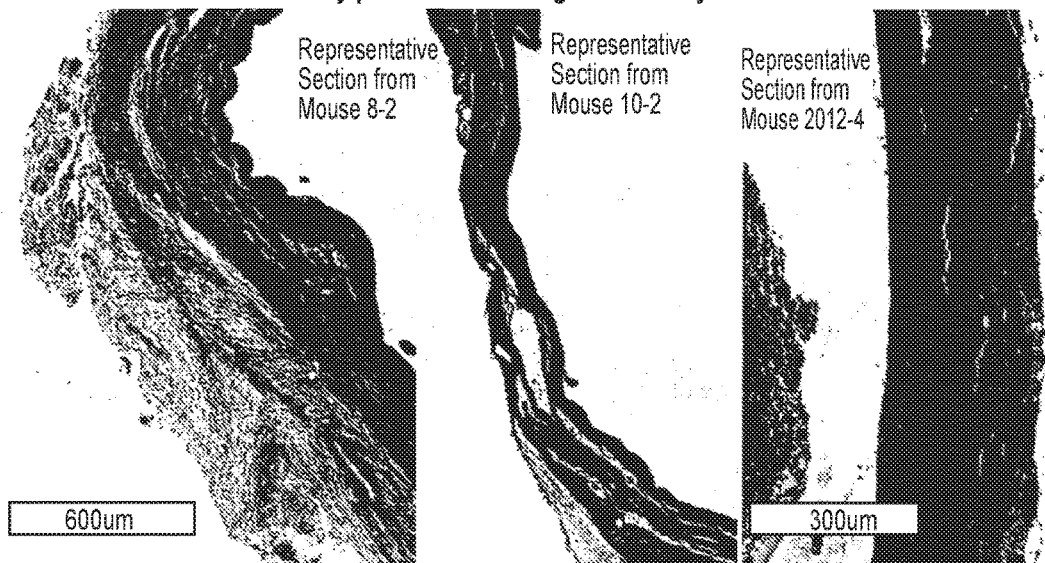 Representative
Section from
Mouse 8-2
Representative
Section from
Mouse 10-2
Representative
Section from
Mouse 2012-4
600um
300um